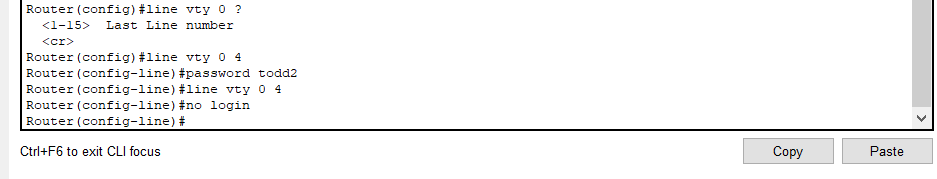 Router(config)#line vty 0 ?
  <1-15>  Last Line number
  <cr>
Router(config)#line vty 0 4
Router(config-line)#password todd2
Router(config-line)#line vty 0 4
Router(config-line)#no login
Router(config-line)#
Ctrl+F6 to exit CLI focus
Copy
Paste